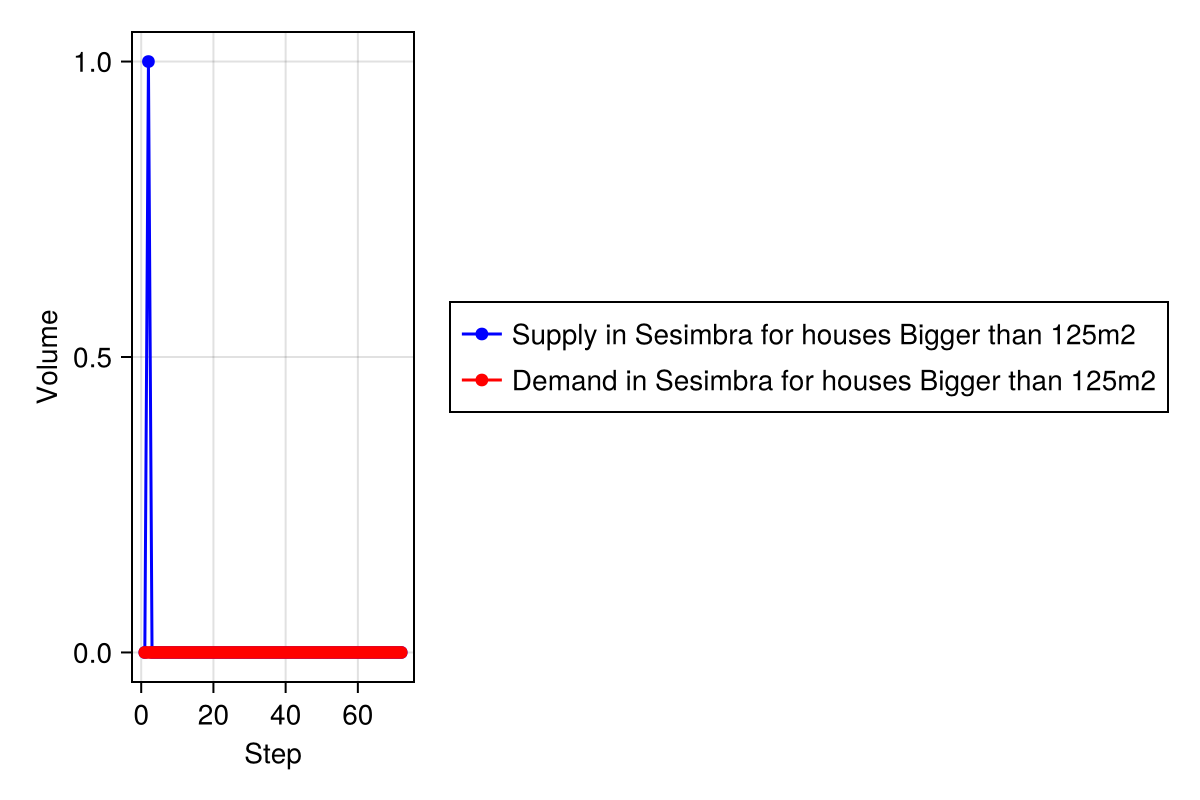 1.0
0.5
0.0
Volume
0
20
40
60
Step
Supply in Sesimbra for houses Bigger than 125m2
Demand in Sesimbra for houses Bigger than 125m2